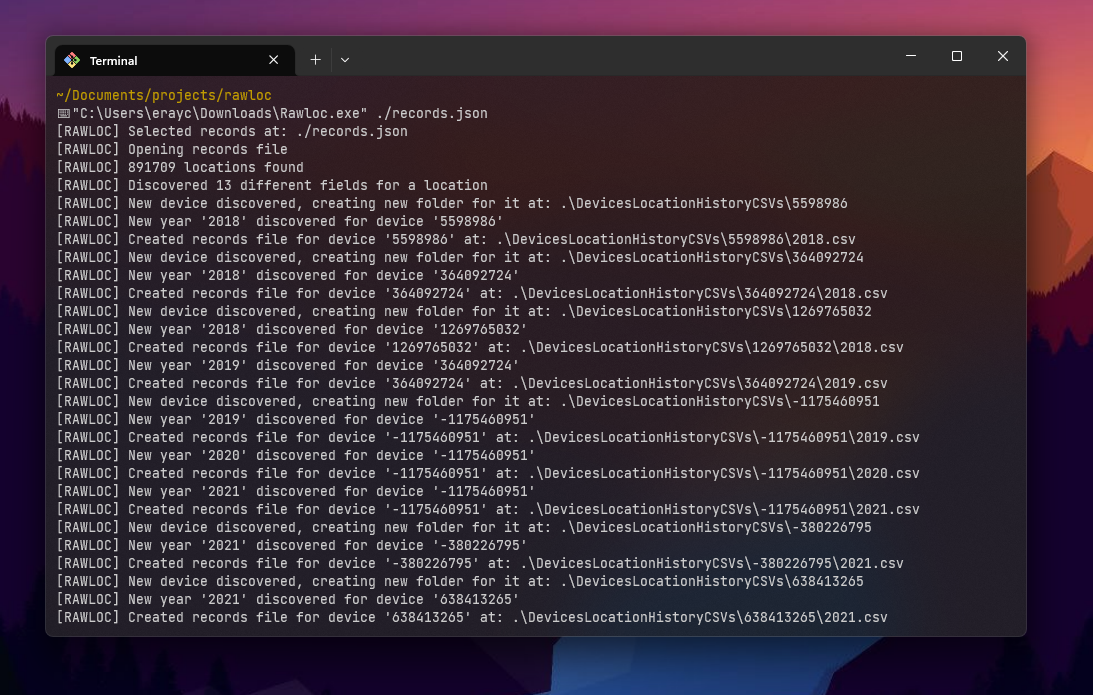 Terminal
~/Documents/projects/rawloc
"C:\Users\erayc\Downloads\Rawloc.exe" ./records.json
[RAWLOC] Selected records at: ./records.json
[RAWLOC] Opening records file
[RAWLOC] 891709 locations found
[RAWLOC] Discovered 13 different fields for a location
[RAWLOC] New device discovered, creating new folder for it at: .\DevicesLocationHistoryCSVs\5598986
[RAWLOC] New year '2018' discovered for device '5598986'
[RAWLOC] Created records file for device '5598986' at: .\DevicesLocationHistoryCSVs\5598986\2018.csv
[RAWLOC] New device discovered, creating new folder for it at: .\DevicesLocationHistoryCSVs\364092724
[RAWLOC] New year '2018' discovered for device '364092724'
[RAWLOC] Created records file for device '364092724' at: .\DevicesLocationHistoryCSVs\364092724\2018.csv
[RAWLOC] New device discovered, creating new folder for it at: .\DevicesLocationHistoryCSVs\1269765032
[RAWLOC] New year '2018' discovered for device '1269765032'
[RAWLOC] Created records file for device '1269765032' at: .\DevicesLocationHistoryCSVs\1269765032\2018.csv
[RAWLOC] New year '2019' discovered for device '364092724'
[RAWLOC] Created records file for device '364092724' at: .\DevicesLocationHistoryCSVs\364092724\2019.csv
[RAWLOC] New device discovered, creating new folder for it at: .\DevicesLocationHistoryCSVs\-1175460951
[RAWLOC] New year '2019' discovered for device '-1175460951'
[RAWLOC] Created records file for device '-1175460951' at: .\DevicesLocationHistoryCSVs\-1175460951\2019.csv
[RAWLOC] New year '2020' discovered for device '-1175460951'
[RAWLOC] Created records file for device '-1175460951' at: .\DevicesLocationHistoryCSVs\-1175460951\2020.csv
[RAWLOC] New year '2021' discovered for device '-1175460951'
[RAWLOC] Created records file for device '-1175460951' at: .\DevicesLocationHistoryCSVs\-1175460951\2021.csv
[RAWLOC] New device discovered, creating new folder for it at: .\DevicesLocationHistoryCSVs\-380226795
[RAWLOC] New year '2021' discovered for device '-380226795'
[RAWLOC] Created records file for device '-380226795' at: .\DevicesLocationHistoryCSVs\-380226795\2021.csv
[RAWLOC] New device discovered, creating new folder for it at: .\DevicesLocationHistoryCSVs\638413265
[RAWLOC] New year '2021' discovered for device '638413265'
[RAWLOC] Created records file for device '638413265' at: .\DevicesLocationHistoryCSVs\638413265\2021.csv